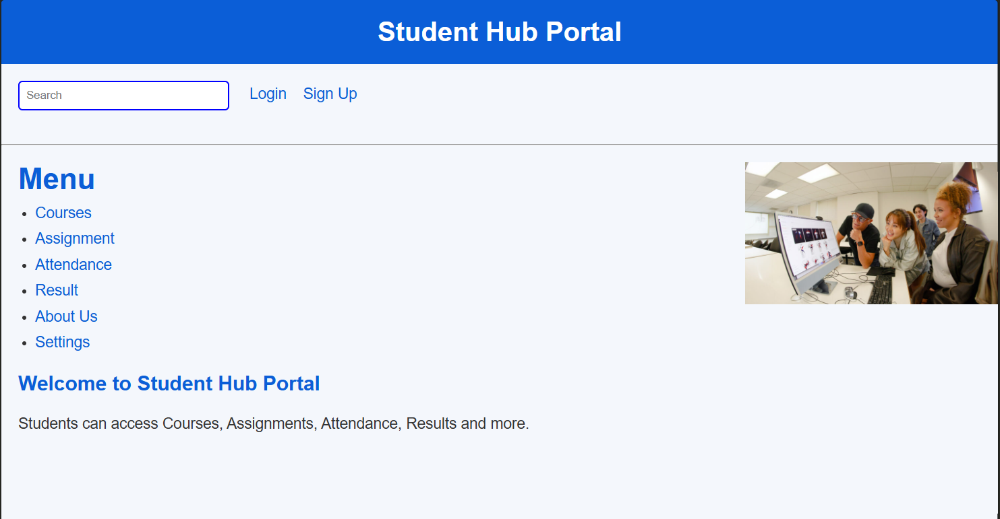 Student Hub Portal
Search
Login Sign Up
Menu
Courses
Assignment
Attendance
Result
About Us
Settings
Welcome to Student Hub Portal
Students can access Courses, Assignments, Attendance, Results and more.